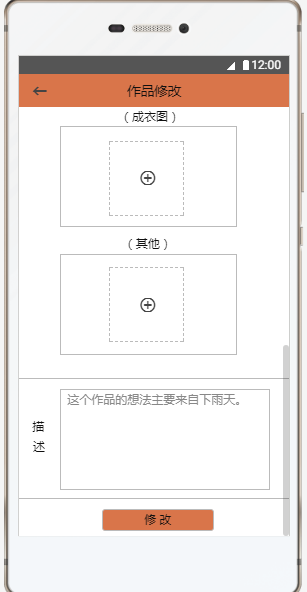 12:00
作品修改
（成衣图）
（其他）
这个作品的想法主要来自下雨天。
描
述
修 改